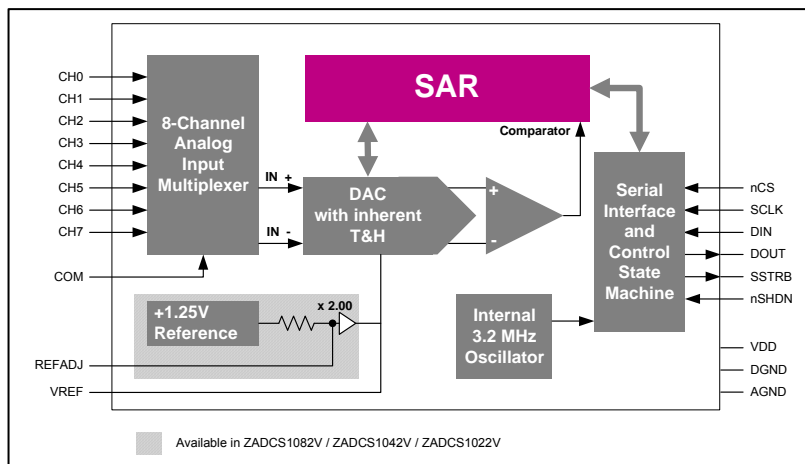 CH0
CH1
CH2
CH3
CH4
CH5
CH6
CH7
COM
8-Channel
Analog
Input
Multiplexer
IN +
IN -
SAR
Comparator
DAC
with inherent
T&H
+
-
Serial
Interface
and
Control
State
Machine
nCS
SCLK
DIN
DOUT
SSTRB
nSHDN
+1.25V
Reference
x 2.00
Internal
3.2 MHz
Oscillator
REFADJ
VREF
VDD
DGND
AGND
Available in ZADCS1082V / ZADCS1042V / ZADCS1022V